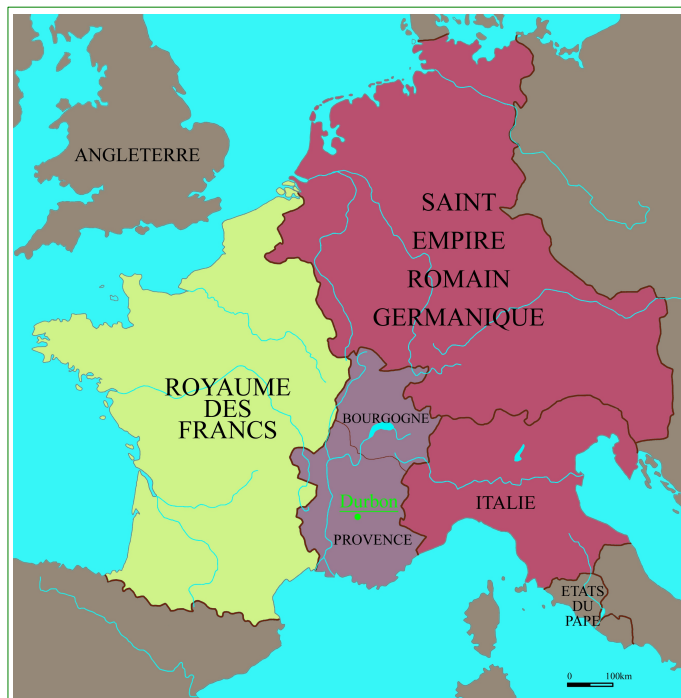 ANGLETERRE
SAINT
EMPIRE
ROMAIN
GERMANIQUE
ROYAUME
DES
FRANCS
BOURGOGNE
Durbon
PROVENCE
ITALIE
ETATS
DU
PAPE
0 100km